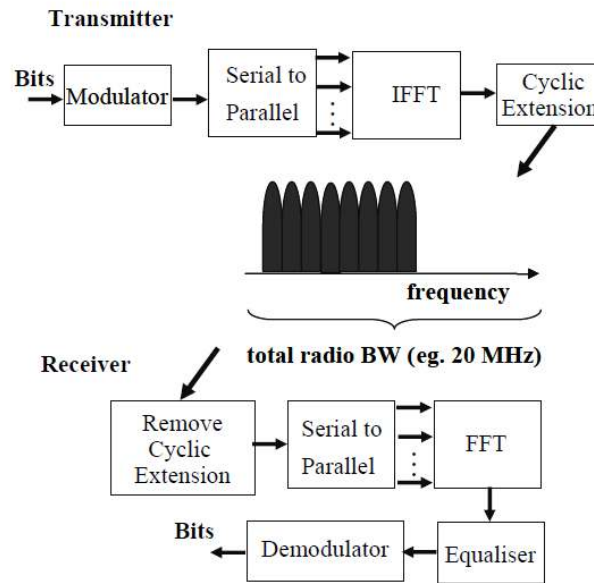 Transmitter
Bits
Modulator
Serial to
Parallel
IFFT
Cyclic
Extension
frequency
total radio BW (eg. 20 MHz)
Receiver
Remove
Cyclic
Extension
Serial to
Parallel
FFT
Bits
Demodulator
Equaliser